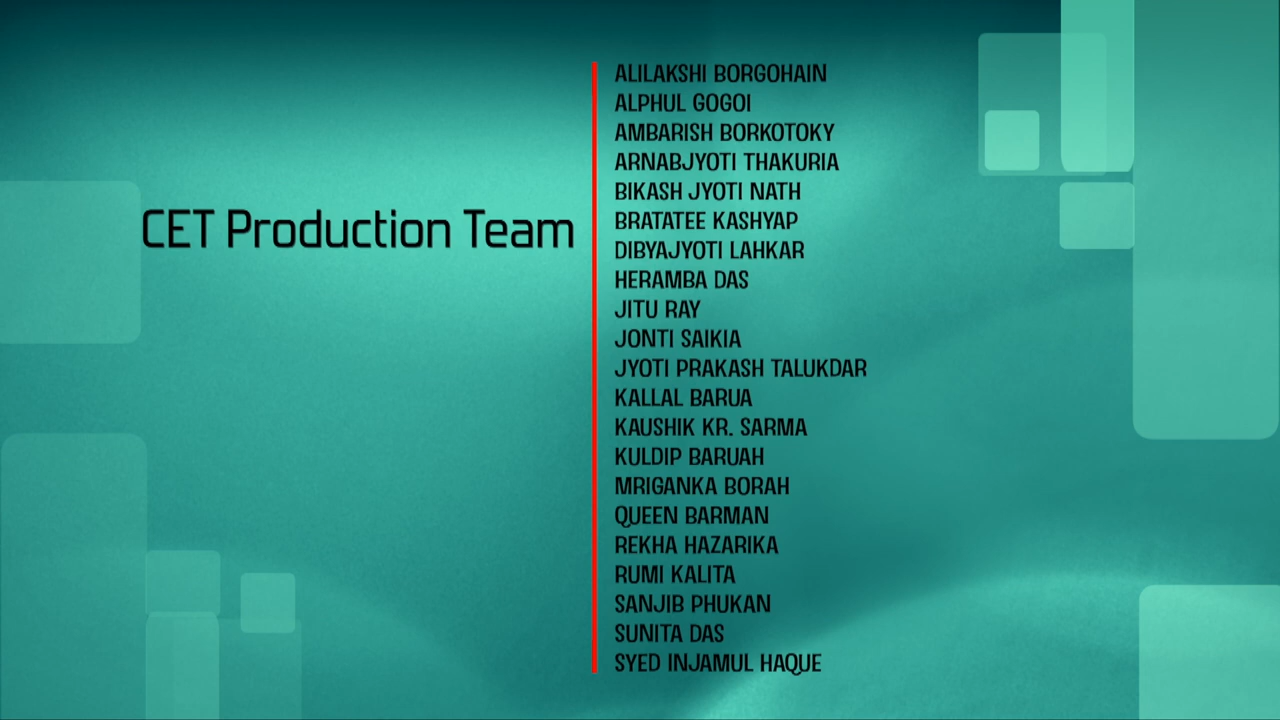 CET Production Team
ALILAKSHI BORGOHAIN
ALPHUL GOGOI
AMBARISH BORKOTOKY
ARNABJYOTI THAKURIA
BIKASH JYOTI NATH
BRATATEE KASHYAP
DIBYAJYOTI LAHKAR
HERAMBA DAS
JITU RAY
JONTI SAIKIA
JYOTI PRAKASH TALUKDAR
KALLAL BARUA
KAUSHIK KR. SARMA
KULDIP BARUAH
MRIGANKA BORAH
QUEEN BARMAN
REKHA HAZARIKA
RUMI KALITA
SANJIB PHUKAN
SUNITA DAS
SYED INJAMUL HAQUE